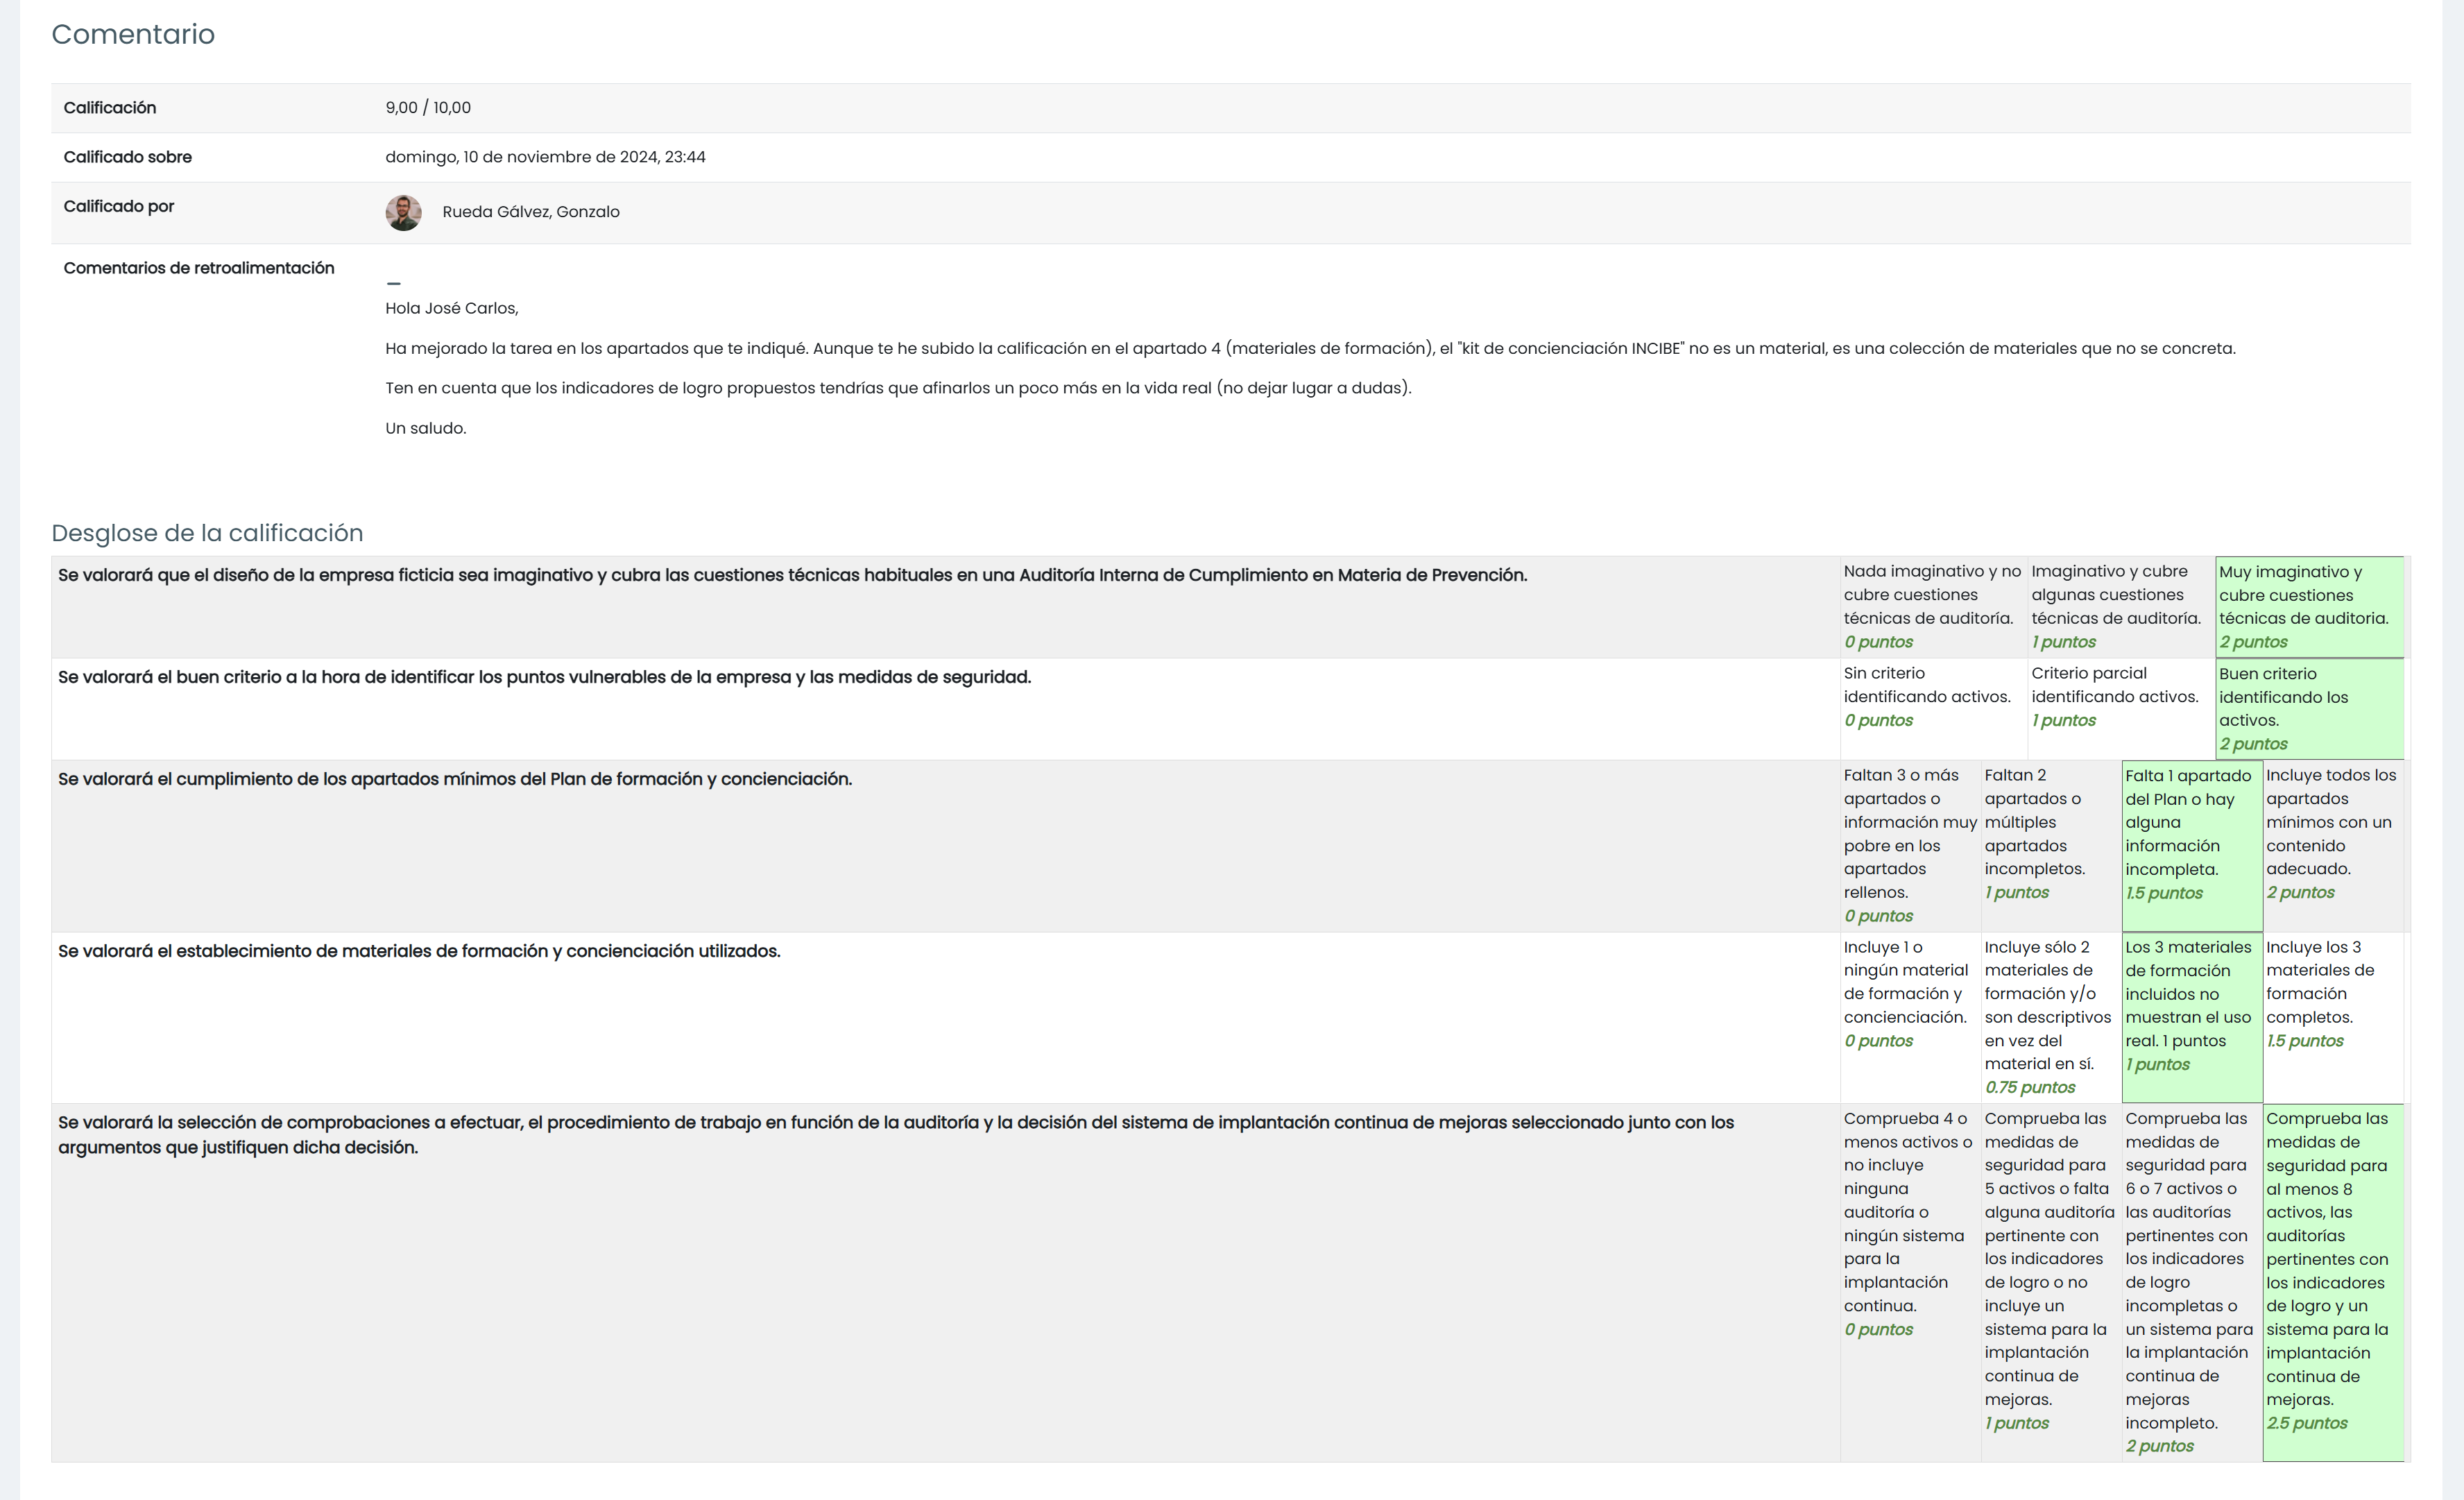 Comentario
Calificación
9,00 / 10,00
Calificado sobre
domingo, 10 de noviembre de 2024, 23:44
Calificado por
Rueda Gálvez, Gonzalo
Comentarios de retroalimentación
Hola José Carlos,
Ha mejorado la tarea en los apartados que te indiqué. Aunque te he subido la calificación en el apartado 4 (materiales de formación), el "kit de concienciación INCIBE" no es un material, es una colección de materiales que no se concreta.
Ten en cuenta que los indicadores de logro propuestos tendrías que afinarlos un poco más en la vida real (no dejar lugar a dudas).
Un saludo.
Desglose de la calificación
Se valorará que el diseño de la empresa ficticia sea imaginativo y cubra las cuestiones técnicas habituales en una Auditoría Interna de Cumplimiento en Materia de Prevención.
Nada imaginativo y no
cubre cuestiones
técnicas de auditoría.
0 puntos
Imaginativo y cubre
algunas cuestiones
técnicas de auditoría.
1 puntos
Muy imaginativo y
cubre cuestiones
técnicas de auditoria.
2 puntos
Se valorará el buen criterio a la hora de identificar los puntos vulnerables de la empresa y las medidas de seguridad.
Sin criterio
identificando activos.
0 puntos
Criterio parcial
identificando activos.
1 puntos
Buen criterio
identificando los
activos.
2 puntos
Se valorará el cumplimiento de los apartados mínimos del Plan de formación y concienciación.
Faltan 3 o más
apartados o
información muy
pobre en los
apartados
rellenos.
0 puntos
Faltan 2
apartados o
múltiples
apartados
incompletos.
1 puntos
Falta 1 apartado
del Plan o hay
alguna
información
incompleta.
1.5 puntos
Incluye todos los
apartados
mínimos con un
contenido
adecuado.
2 puntos
Se valorará el establecimiento de materiales de formación y concienciación utilizados.
Incluye 1 o
ningún material
de formación y
concienciación.
0 puntos
Incluye sólo 2
materiales de
formación y/o
son descriptivos
en vez del
material en sí.
0.75 puntos
Los 3 materiales
de formación
incluidos no
muestran el uso
real. 1 puntos
1 puntos
Incluye los 3
materiales de
formación
completos.
1.5 puntos
Se valorará la selección de comprobaciones a efectuar, el procedimiento de trabajo en función de la auditoría y la decisión del sistema de implantación continua de mejoras seleccionado junto con los
argumentos que justifiquen dicha decisión.
Comprueba 4 o
menos activos o
no incluye
ninguna
auditoría o
ningún sistema
para la
implantación
continua.
0 puntos
Comprueba las
medidas de
seguridad para
5 activos o falta
alguna auditoría
pertinente con
los indicadores
de logro o no
incluye un
sistema para la
implantación
continua de
mejoras.
1 puntos
Comprueba las
medidas de
seguridad para
6 o 7 activos o
las auditorías
pertinentes con
los indicadores
de logro
incompletas o
un sistema para
la implantación
continua de
mejoras
incompleto.
2 puntos
Comprueba las
medidas de
seguridad para
al menos 8
activos, las
auditorías
pertinentes con
los indicadores
de logro y un
sistema para la
implantación
continua de
mejoras.
2.5 puntos